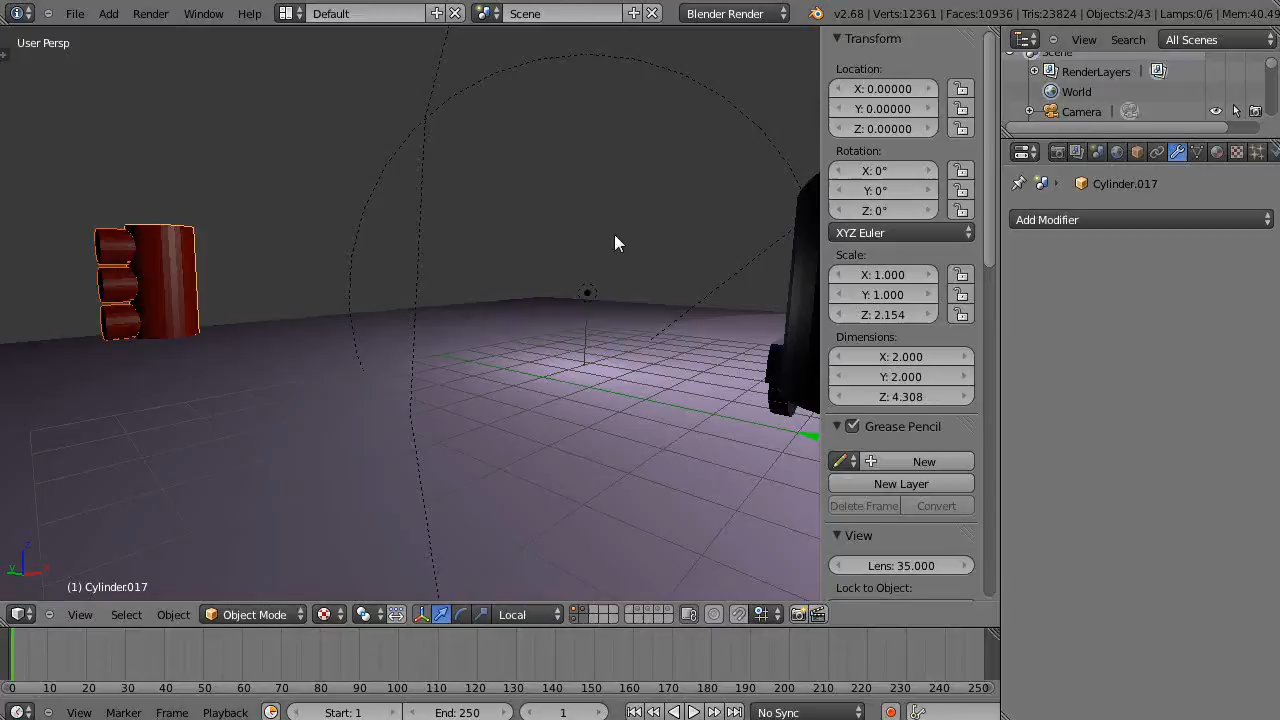 File Add Render Window Help Default Scene Blender Render v2.68 | Verts:12361 | Faces:10936 | Tris:23824 | Objects:2/43 | Lamps:0/6 | Mem:40.49
User Persp
Transform
Location:
X: 0.00000
Y: 0.00000
Z: 0.00000
Rotation:
X: 0°
Y: 0°
Z: 0°
XYZ Euler
Scale:
X: 1.000
Y: 1.000
Z: 2.154
Dimensions:
X: 2.000
Y: 2.000
Z: 4.308
Grease Pencil
New
New Layer
Delete Frame Convert
View
Lens: 35.000
Lock to Object:
View Search All Scenes
Scene
RenderLayers
World
Camera
Cylinder.017
Add Modifier
(1) Cylinder.017
View Select Object Object Mode Local
0 10 20 30 40 50 60 70 80 90 100 110 120 130 140 150 160 170 180 190 200 210 220 230 240 250
View Marker Frame Playback Start: 1 End: 250 1 No Sync